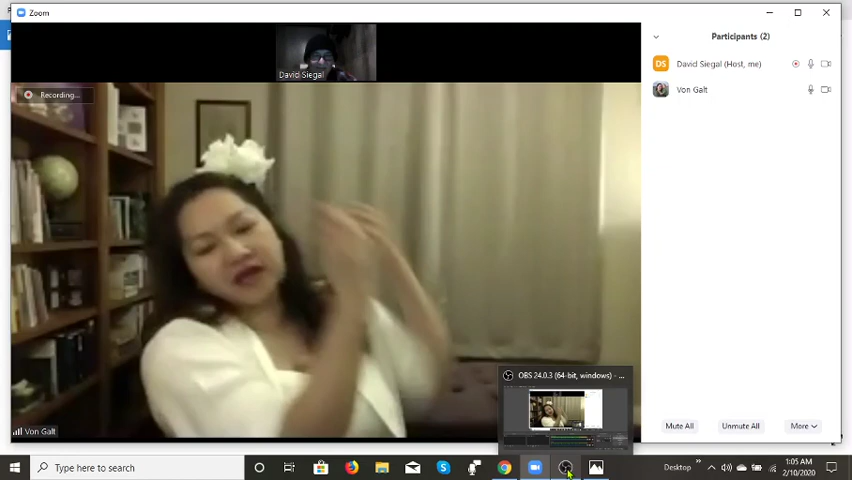 Zoom
David Siegal
Recording...
Von Galt
Participants (2)
DS
David Siegal (Host, me)
Von Galt
Mute All
Unmute All
More
OBS 24.0.3 (64-bit, windows) - ...
Type here to search
Desktop
1:05 AM
2/10/2020